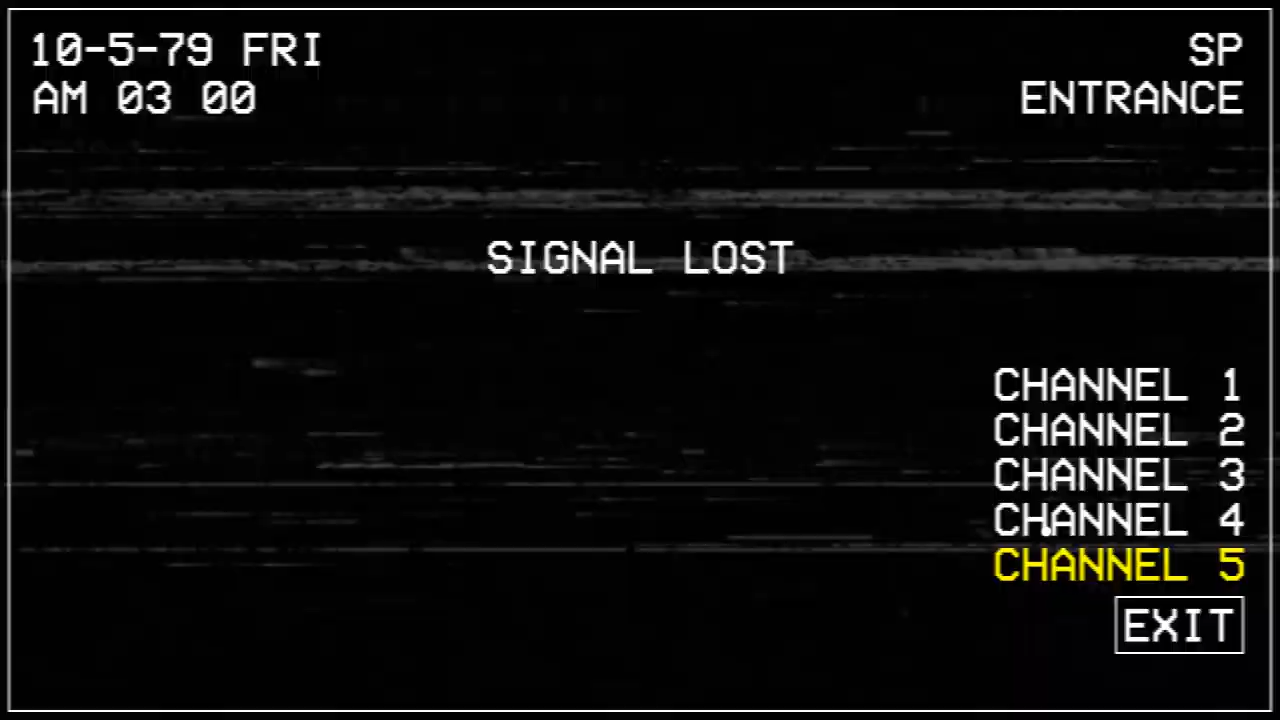 10-5-79 FRI
AM 03 00
SP
ENTRANCE
SIGNAL LOST
CHANNEL 1
CHANNEL 2
CHANNEL 3
CHANNEL 4
CHANNEL 5
EXIT